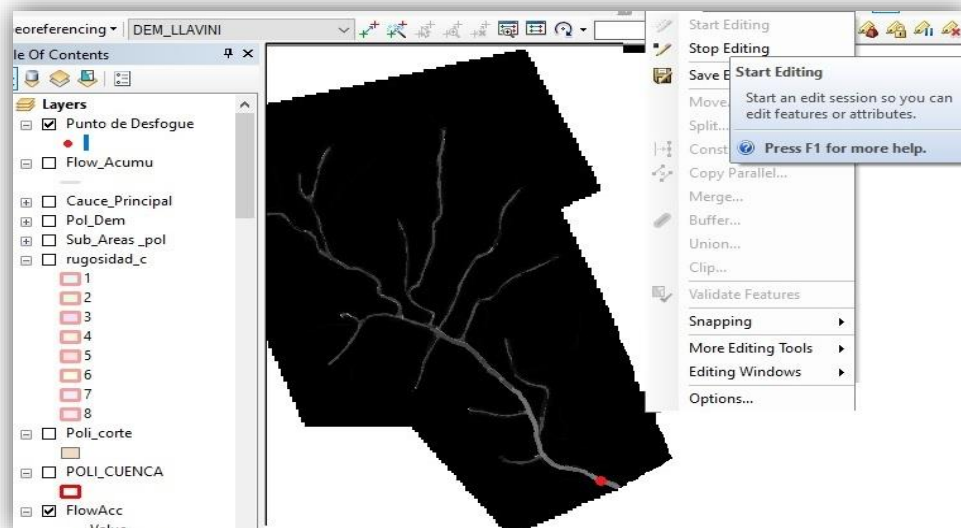 eoreferencing
DEM_LLAVINI
le Of Contents
Layers
Punto de Desfogue
Flow_Acumu
Cauce_Principal
Pol_Dem
Sub_Areas _pol
rugosidad_c
1
2
3
4
5
6
7
8
Poli_corte
POLI_CUENCA
FlowAcc
Start Editing
Stop Editing
Save E
Move.
Split...
Const
Copy Parallel...
Merge...
Buffer...
Union...
Clip...
Validate Features
Snapping
More Editing Tools
Editing Windows
Options...
Start Editing
Start an edit session so you can
edit features or attributes.
Press F1 for more help.